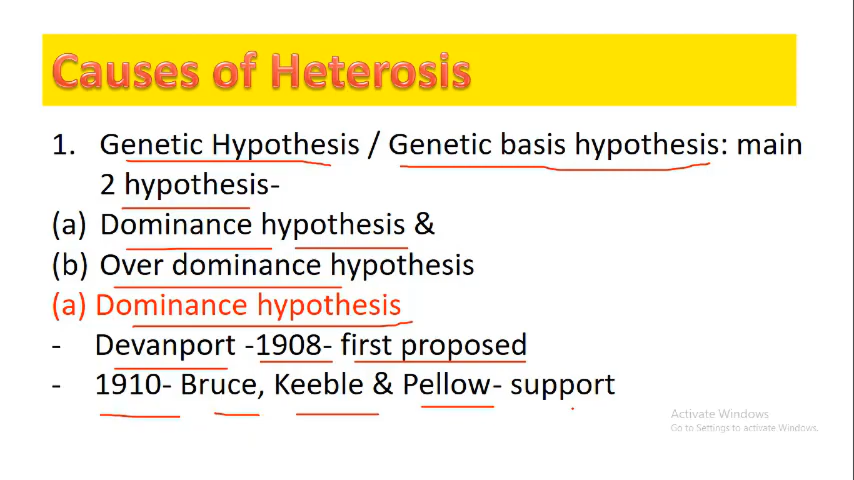 Causes of Heterosis
1. Genetic Hypothesis / Genetic basis hypothesis: main
2 hypothesis-
(a) Dominance hypothesis &
(b) Over dominance hypothesis
(a) Dominance hypothesis
- Devanport -1908- first proposed
- 1910- Bruce, Keeble & Pellow- support
Activate Windows
Go to Settings to activate Windows.